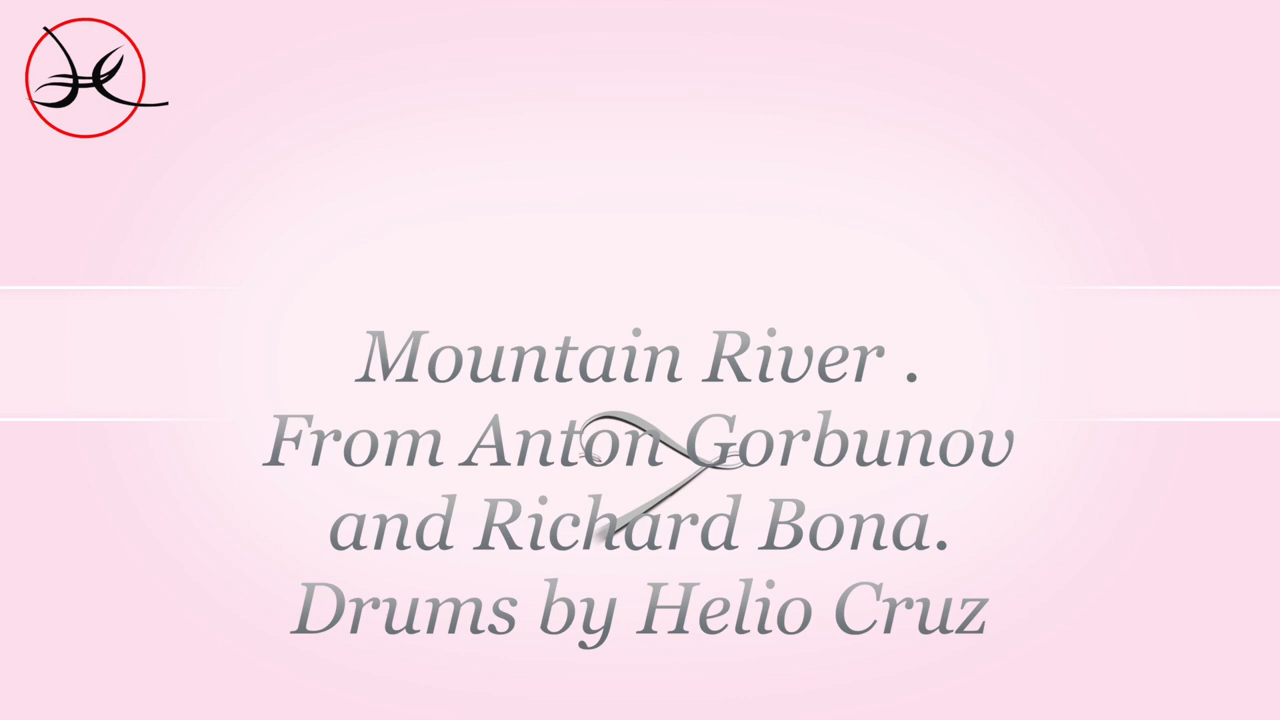 Mountain River .
From Anton Gorbunov
and Richard Bona.
Drums by Helio Cruz